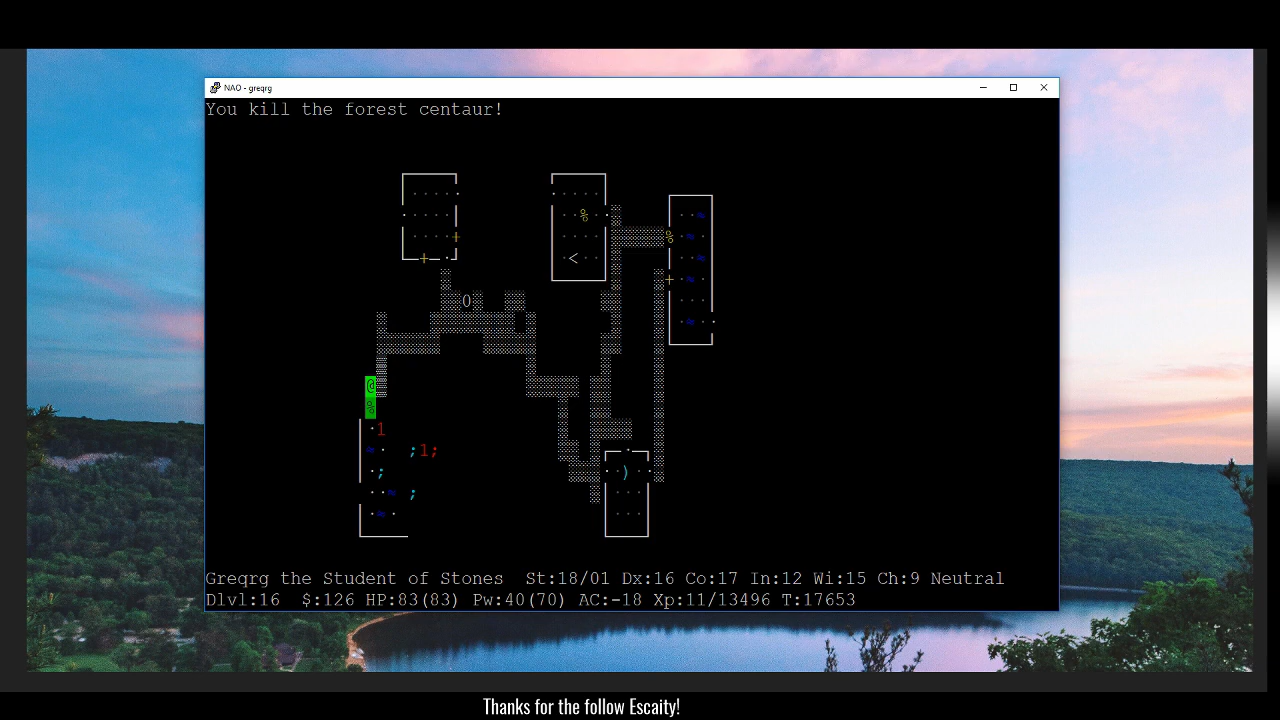 NAO - greqrg
You kill the forest centaur!
Greqrg the Student of Stones St:18/01 Dx:16 Co:17 In:12 Wi:15 Ch:9 Neutral
Dlvl:16 $:126 HP:83(83) Pw:40(70) AC:-18 Xp:11/13496 T:17653
Thanks for the follow Escaity!